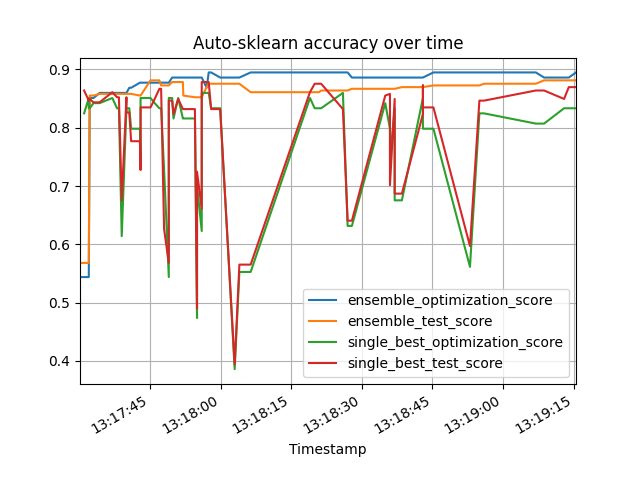 Auto-sklearn accuracy over time
0.9
0.8
0.7
0.6
0.5
0.4
ensemble_optimization_score
ensemble_test_score
single_best_optimization_score
single_best_test_score
13:17:45
13:18:00
13:18:15
13:18:30
13:18:45
13:19:00
13:19:15
Timestamp